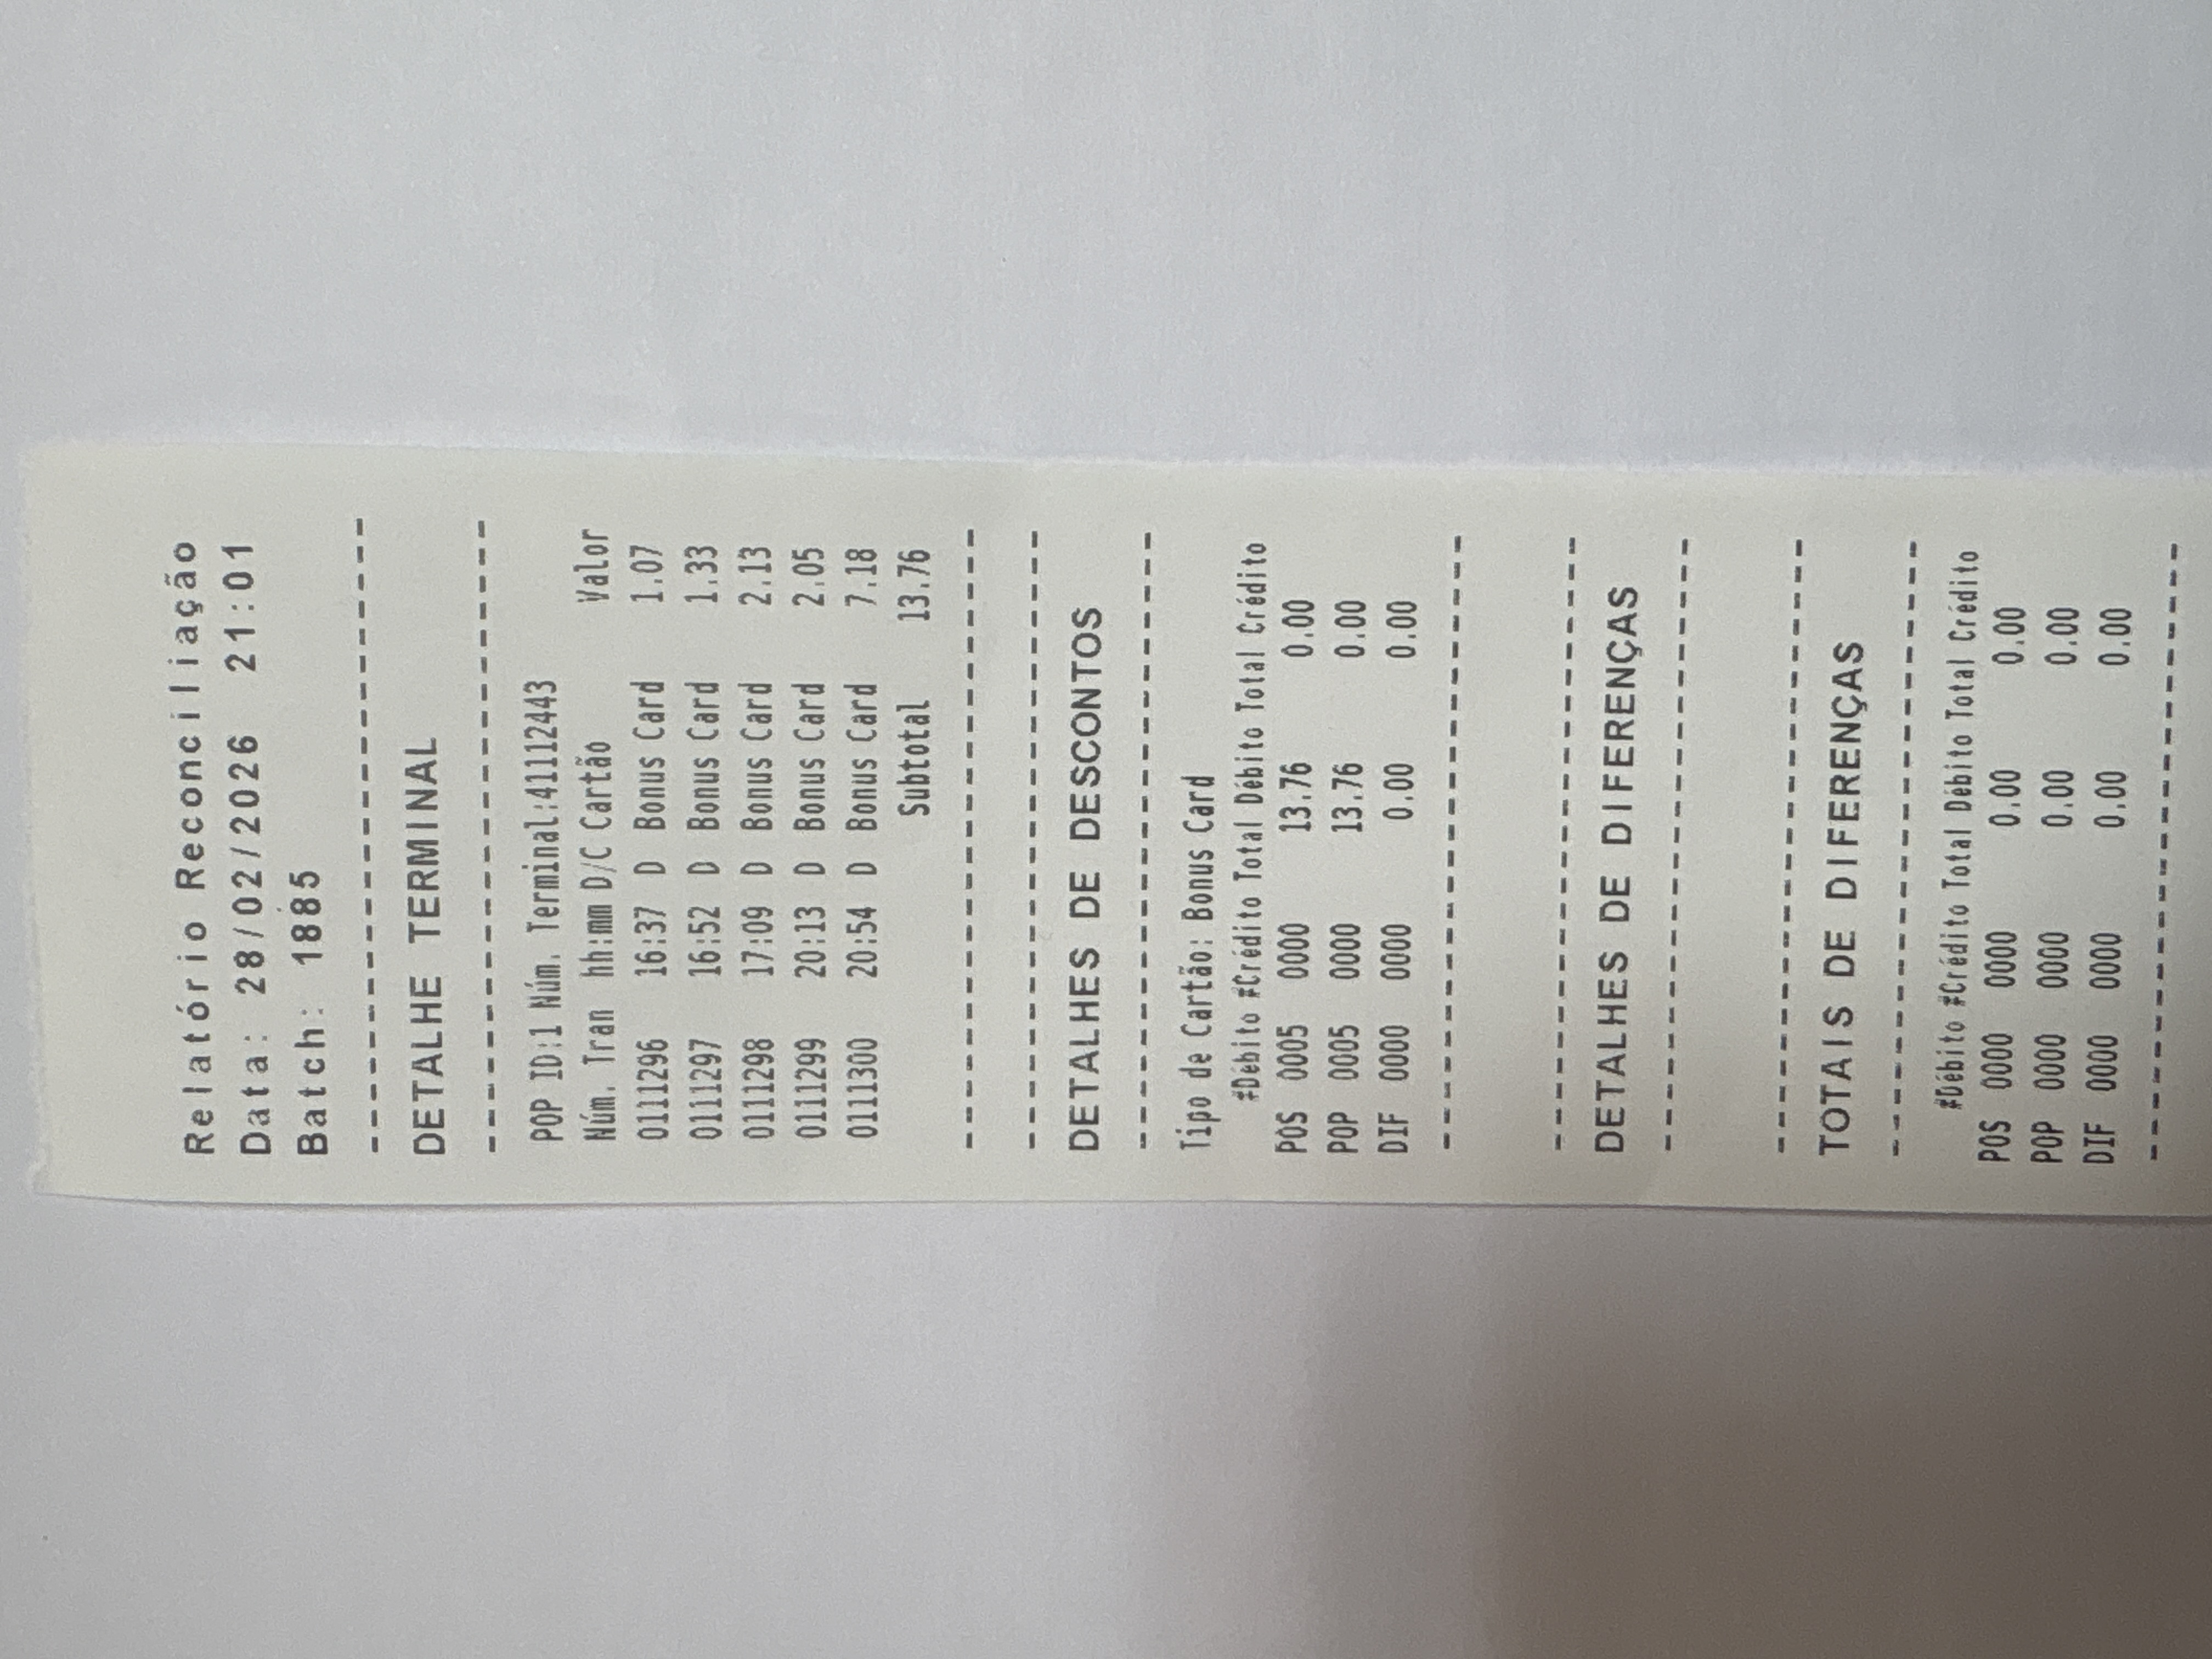 Relatório Reconciliação
Data: 28/02/2026 21:01
Batch: 1885
--------------------------------
DETALHE TERMINAL
--------------------------------
POP ID:1 Núm. Terminal:41112443
Núm. Tran hh:mm D/C Cartão Valor
01111296 16:37 D Bonus Card 1.07
01111297 16:52 D Bonus Card 1.33
01111298 17:09 D Bonus Card 2.13
01111299 20:13 D Bonus Card 2.05
01111300 20:54 D Bonus Card 7.18
Subtotal 13.76
--------------------------------
--------------------------------
DETALHES DE DESCONTOS
--------------------------------
Tipo de Cartão: Bonus Card
#Débito #Crédito Total Débito Total Crédito
POS 0005 0000 13.76 0.00
POP 0005 0000 13.76 0.00
DIF 0000 0000 0.00 0.00
--------------------------------
--------------------------------
DETALHES DE DIFERENÇAS
--------------------------------
--------------------------------
TOTAIS DE DIFERENÇAS
--------------------------------
#Débito #Crédito Total Débito Total Crédito
POS 0000 0000 0.00 0.00
POP 0000 0000 0.00 0.00
DIF 0000 0000 0.00 0.00
--------------------------------